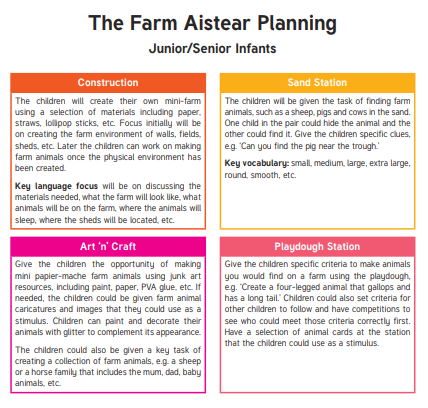 The Farm Aistear Planning
Junior/Senior Infants
Construction
The children will create their own mini-farm
using a selection of materials including paper,
straws, lollipop sticks, etc. Focus initially will be
on creating the farm environment of walls, fields,
sheds, etc. Later the children can work on making
farm animals once the physical environment has
been created.
Key language focus will be on discussing the
materials needed, what the farm will look like, what
animals will be on the farm, where the animals will
sleep, where the sheds will be located, etc.
Sand Station
The children will be given the task of finding farm
animals, such as a sheep, pigs and cows in the sand.
One child in the pair could hide the animal and the
other could find it. Give the children specific clues,
e.g. 'Can you find the pig near the trough.'
Key vocabulary: small, medium, large, extra large,
round, smooth, etc.
Art 'n' Craft
Give the children the opportunity of making
mini papier-mache farm animals using junk art
resources, including paint, paper, PVA glue, etc. If
needed, the children could be given farm animal
caricatures and images that they could use as a
stimulus. Children can paint and decorate their
animals with glitter to complement its appearance.
The children could also be given a key task of
creating a collection of farm animals, e.g. a sheep
or a horse family that includes the mum, dad, baby
animals, etc.
Playdough Station
Give the children specific criteria to make animals
you would find on a farm using the playdough,
e.g. 'Create a four-legged animal that gallops and
has a long tail.' Children could also set criteria for
other children to follow and have competitions to
see who could meet those criteria correctly first.
Have a selection of animal cards at the station
that the children could use as a stimulus.